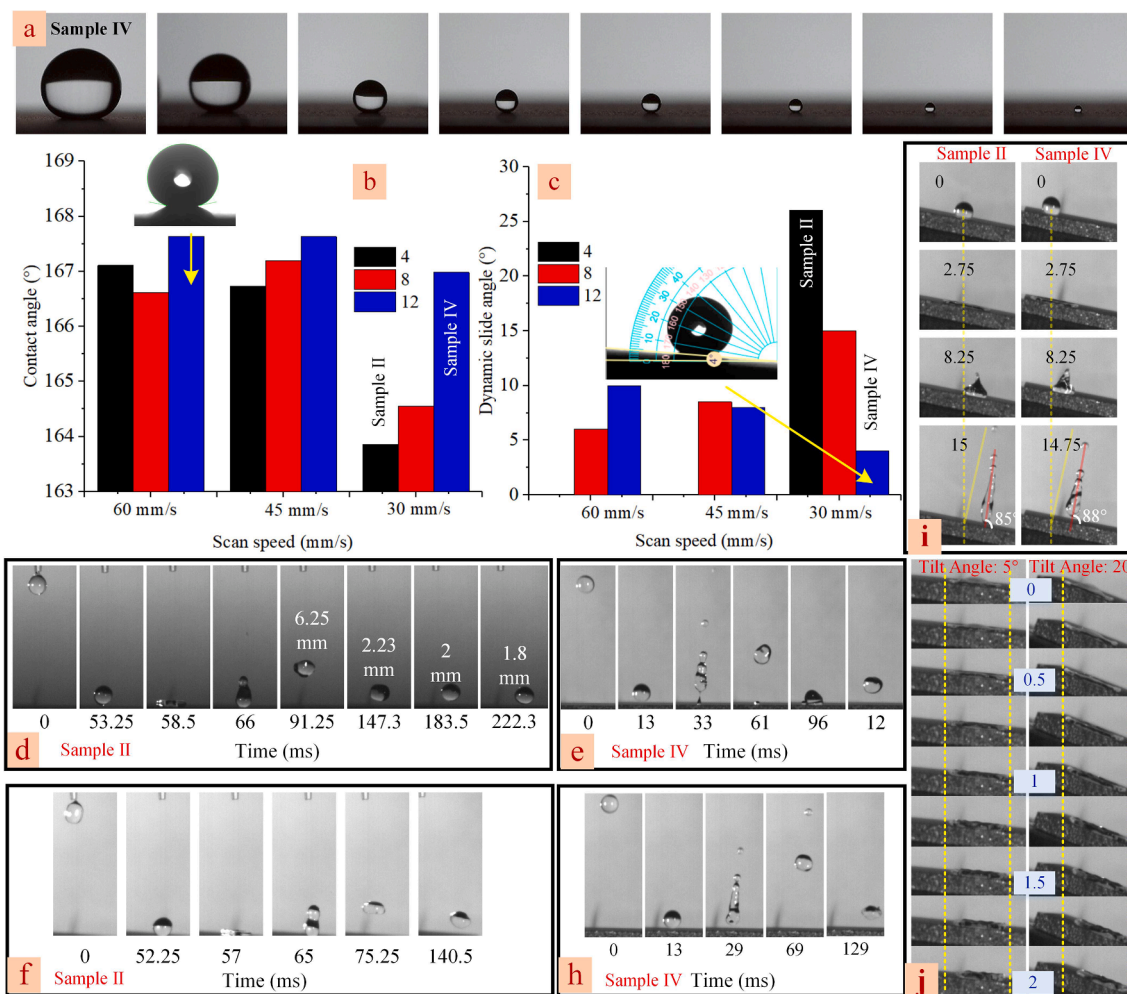 a
Sample IV
169
168
167
166
165
164
163
Contact angle (°)
b
4
8
12
Sample II
Sample IV
60 mm/s
45 mm/s
30 mm/s
Scan speed (mm/s)
30
25
20
15
10
5
0
Dynamic slide angle (°)
c
4
8
12
Sample II
Sample IV
60 mm/s
45 mm/s
30 mm/s
Scan speed (mm/s)
Sample II
Sample IV
0
0
2.75
2.75
8.25
8.25
15
14.75
85°
88°
i
6.25
mm
2.23
mm
2
mm
1.8
mm
0
53.25
58.5
66
91.25
147.3
183.5
222.3
d
Sample II
Time (ms)
0
13
33
61
96
12
e
Sample IV
Time (ms)
0
52.25
57
65
75.25
140.5
f
Sample II
Time (ms)
0
13
29
69
129
h
Sample IV
Time (ms)
Tilt Angle: 5°
Tilt Angle: 20
0
0.5
1
1.5
2
j